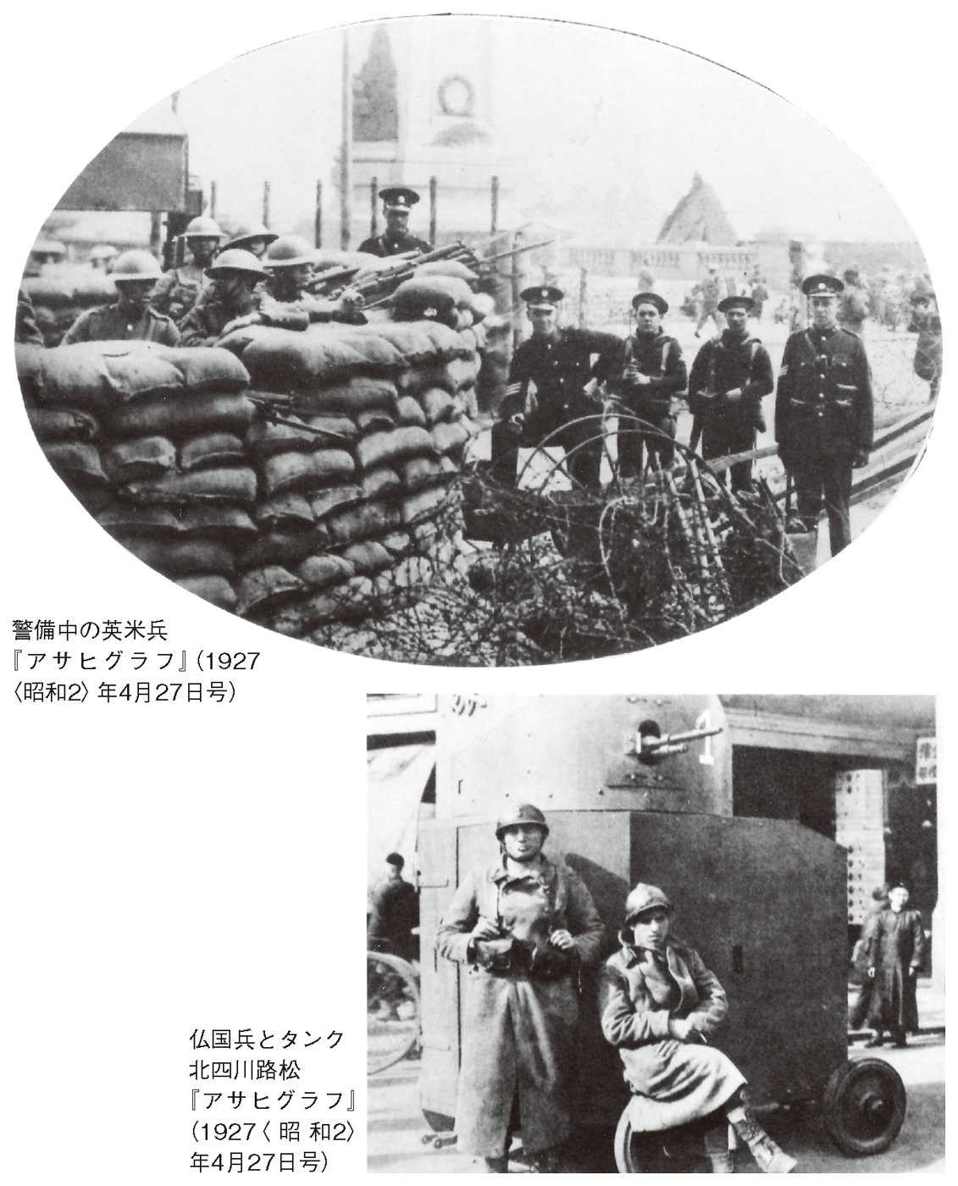 警備中の英米兵
『アサヒグラフ』(1927
〈昭和2〉年4月27日号)
1
仏国兵とタンク
北四川路松
『アサヒグラフ』
(1927〈昭和2〉
年4月27日号)